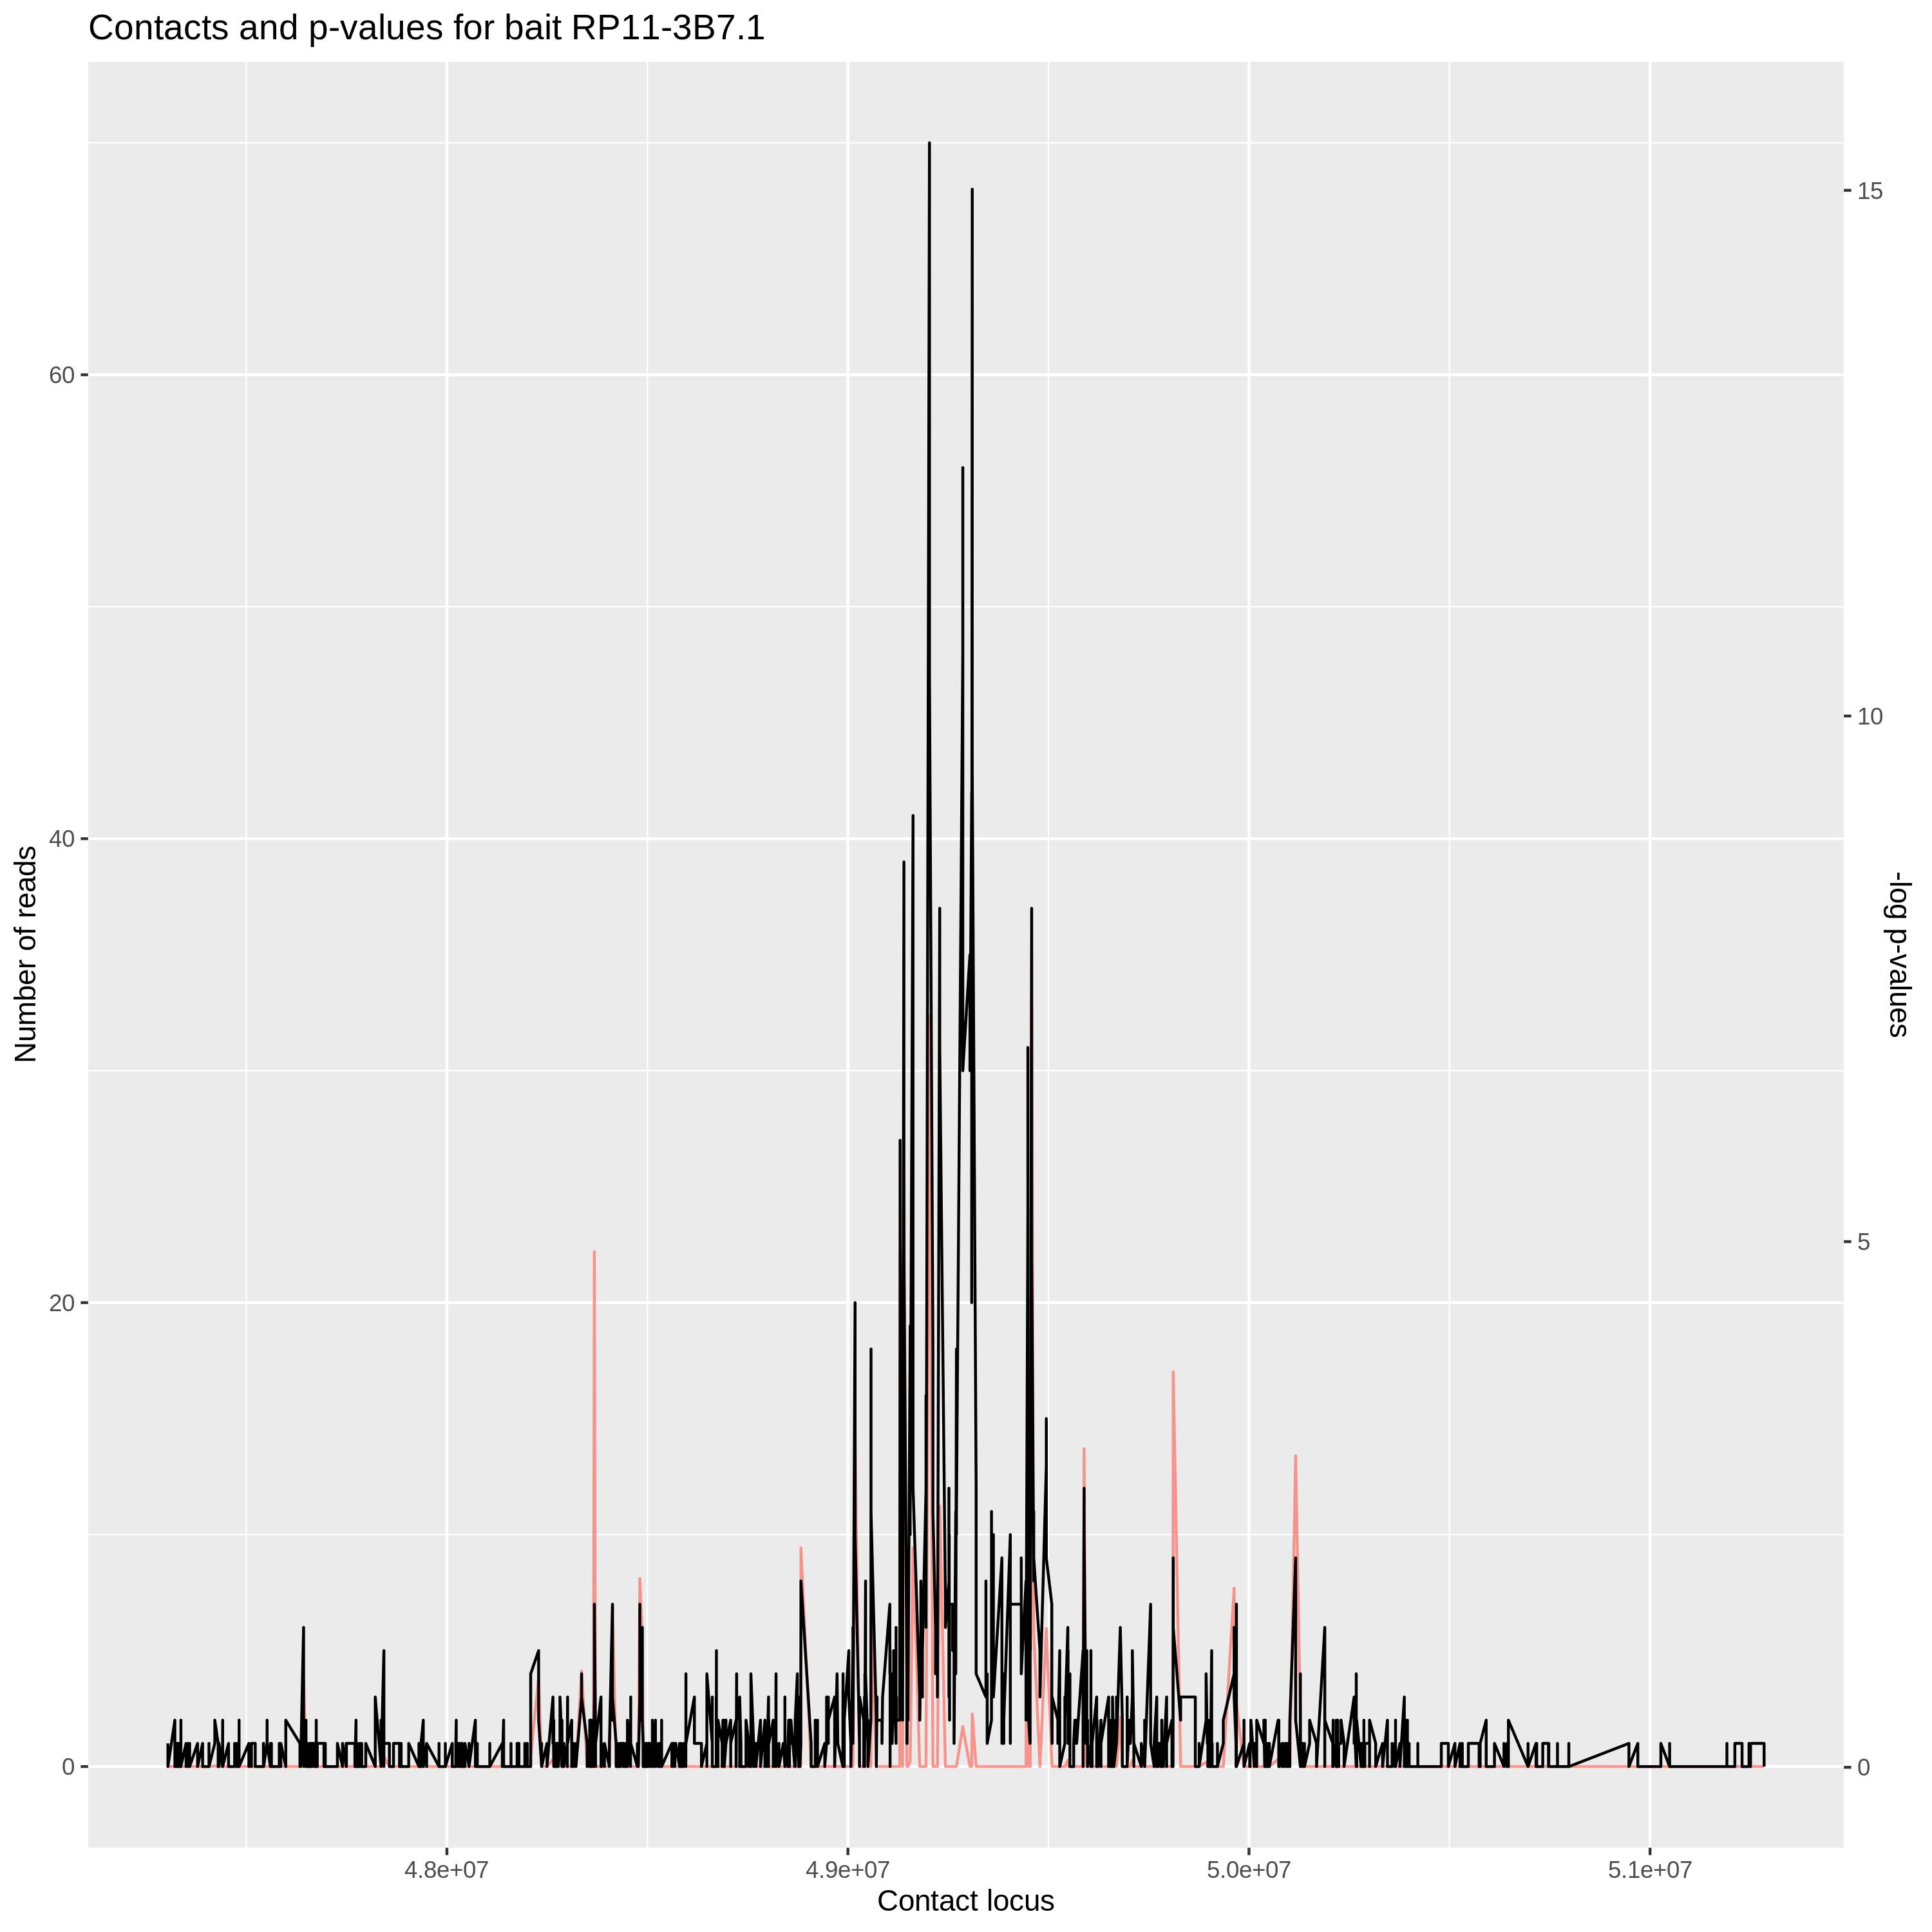 Contacts and p-values for bait RP11-3B7.1
60
40
20
0
Number of reads
15
10
5
0
-log p-values
4.8e+07
4.9e+07
5.0e+07
5.1e+07
Contact locus